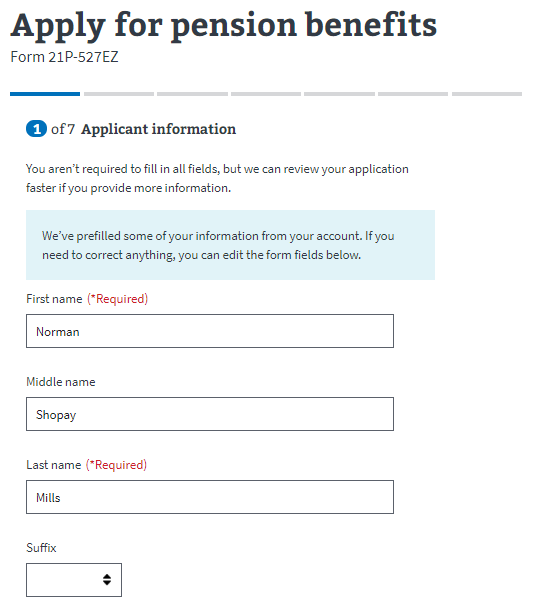 Apply for pension benefits
Form 21P-527EZ
1 of 7 Applicant information
You aren’t required to fill in all fields, but we can review your application
faster if you provide more information.
We’ve prefilled some of your information from your account. If you
need to correct anything, you can edit the form fields below.
First name (*Required)
Norman
Middle name
Shopay
Last name (*Required)
Mills
Suffix